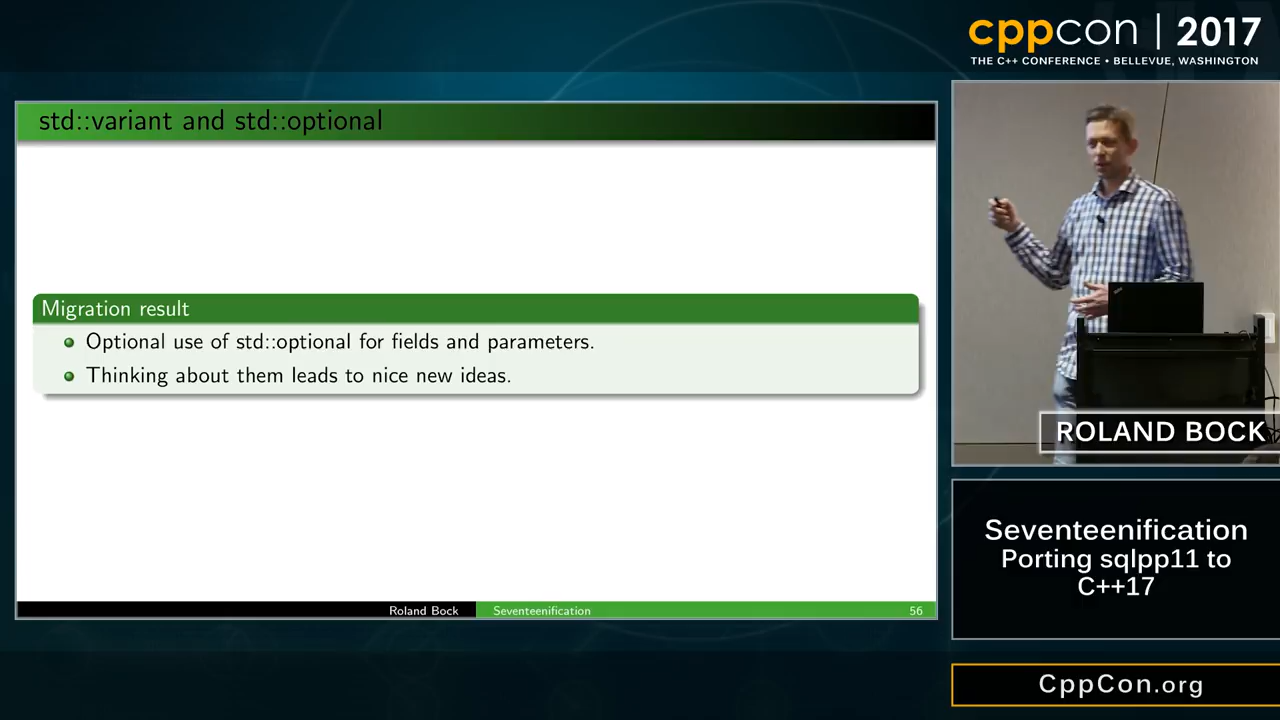 cppcon | 2017
THE C++ CONFERENCE • BELLEVUE, WASHINGTON
std::variant and std::optional
Migration result
Optional use of std::optional for fields and parameters.
Thinking about them leads to nice new ideas.
Roland Bock
Seventeenification
56
ROLAND BOCK
Seventeenification
Porting sqlpp11 to
C++17
CppCon.org